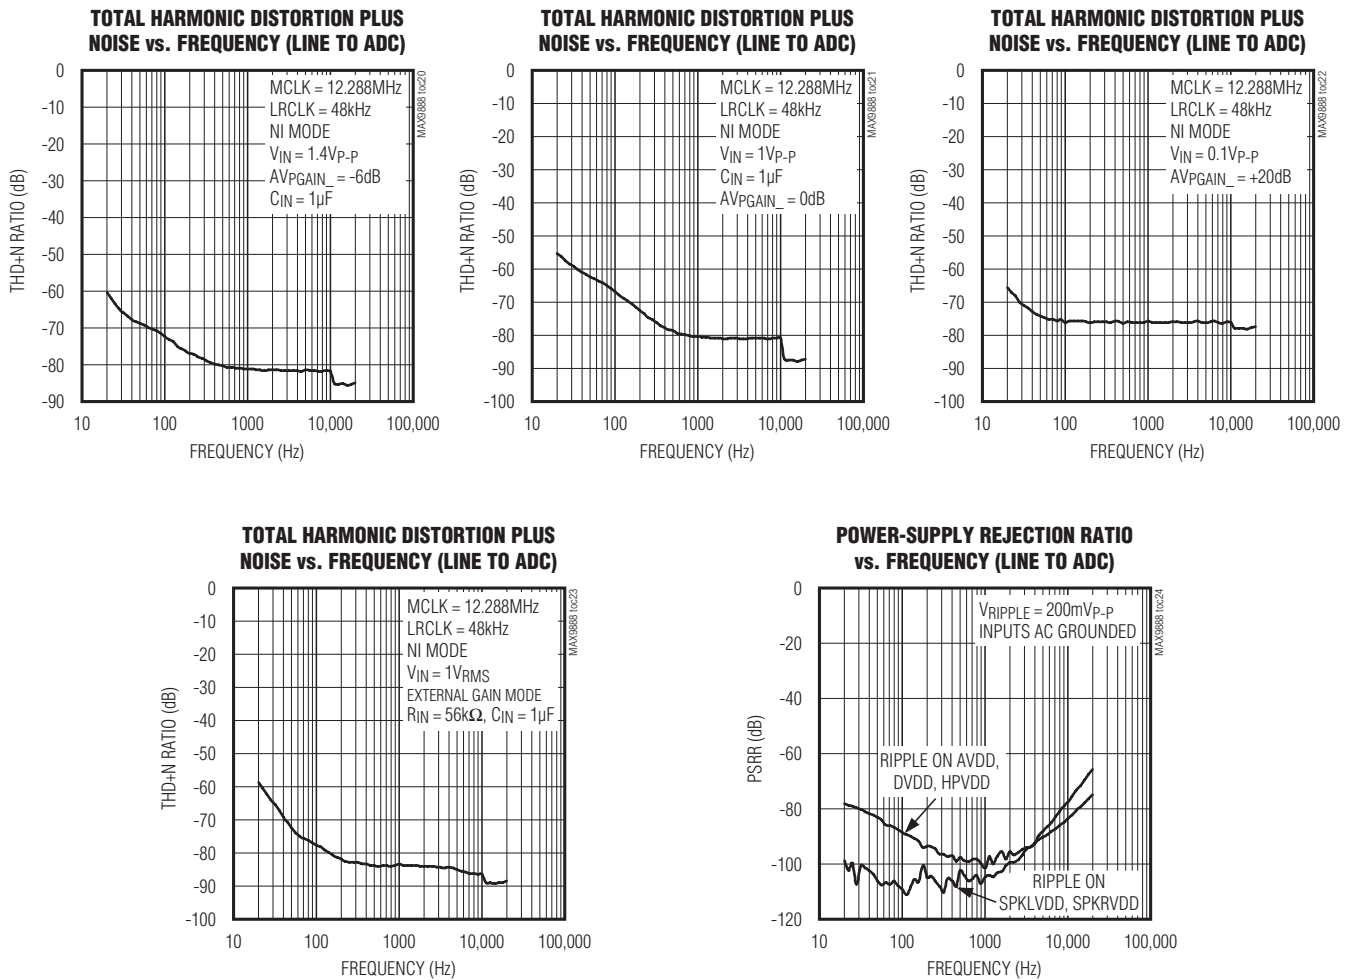 TOTAL HARMONIC DISTORTION PLUS
NOISE vs. FREQUENCY (LINE TO ADC)
MAX9888 toc20
MCLK = 12.288MHz
LRCLK = 48kHz
NI MODE
VIN = 1.4VP-P
AVPGAIN_ = -6dB
CIN = 1µF
THD+N RATIO (dB)
0
-10
-20
-30
-40
-50
-60
-70
-80
-90
10 100 1000 10,000 100,000
FREQUENCY (Hz)
TOTAL HARMONIC DISTORTION PLUS
NOISE vs. FREQUENCY (LINE TO ADC)
MAX9888 toc21
MCLK = 12.288MHz
LRCLK = 48kHz
NI MODE
VIN = 1VP-P
CIN = 1µF
AVPGAIN_ = 0dB
THD+N RATIO (dB)
0
-10
-20
-30
-40
-50
-60
-70
-80
-90
-100
10 100 1000 10,000 100,000
FREQUENCY (Hz)
TOTAL HARMONIC DISTORTION PLUS
NOISE vs. FREQUENCY (LINE TO ADC)
MAX9888 toc22
MCLK = 12.288MHz
LRCLK = 48kHz
NI MODE
VIN = 0.1VP-P
AVPGAIN_ = +20dB
THD+N RATIO (dB)
0
-10
-20
-30
-40
-50
-60
-70
-80
-90
-100
10 100 1000 10,000 100,000
FREQUENCY (Hz)
TOTAL HARMONIC DISTORTION PLUS
NOISE vs. FREQUENCY (LINE TO ADC)
MAX9888 toc23
MCLK = 12.288MHz
LRCLK = 48kHz
NI MODE
VIN = 1VRMS
EXTERNAL GAIN MODE
RIN = 56kΩ, CIN = 1µF
THD+N RATIO (dB)
0
-10
-20
-30
-40
-50
-60
-70
-80
-90
-100
10 100 1000 10,000 100,000
FREQUENCY (Hz)
POWER-SUPPLY REJECTION RATIO
vs. FREQUENCY (LINE TO ADC)
MAX9888 toc24
VRIPPLE = 200mVP-P
INPUTS AC GROUNDED
RIPPLE ON AVDD,
DVDD, HPVDD
RIPPLE ON
SPKLVDD, SPKRVDD
PSRR (dB)
0
-20
-40
-60
-80
-100
-120
10 100 1000 10,000 100,000
FREQUENCY (Hz)